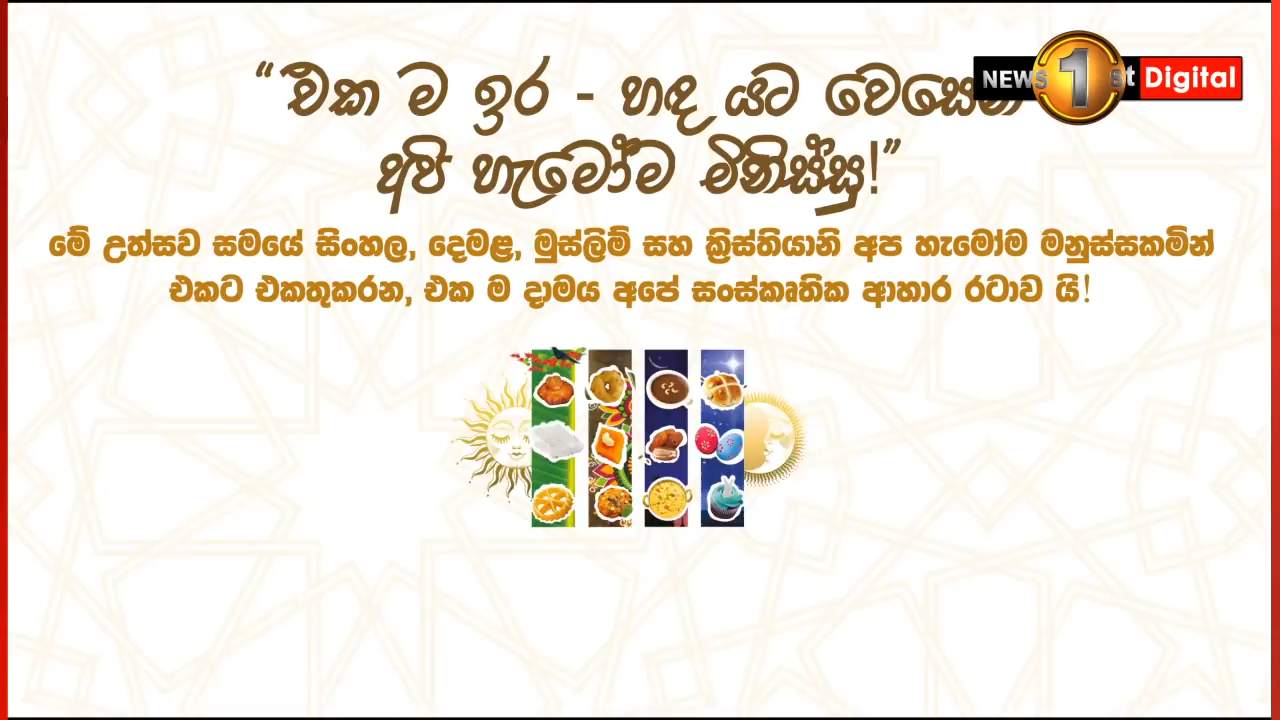 “එක ම ඉර - හඳ යට වෙසෙන
අපි හැමෝම මිනිස්සු!”
මේ උත්සව සමයේ සිංහල, දෙමළ, මුස්ලිම් සහ ක්‍රිස්තියානි අප හැමෝම මනුස්සකමින්
එකට එකතුකරන, එක ම දාමය අපේ සංස්කෘතික ආහාර රටාව යි!
NEWS 1st Digital